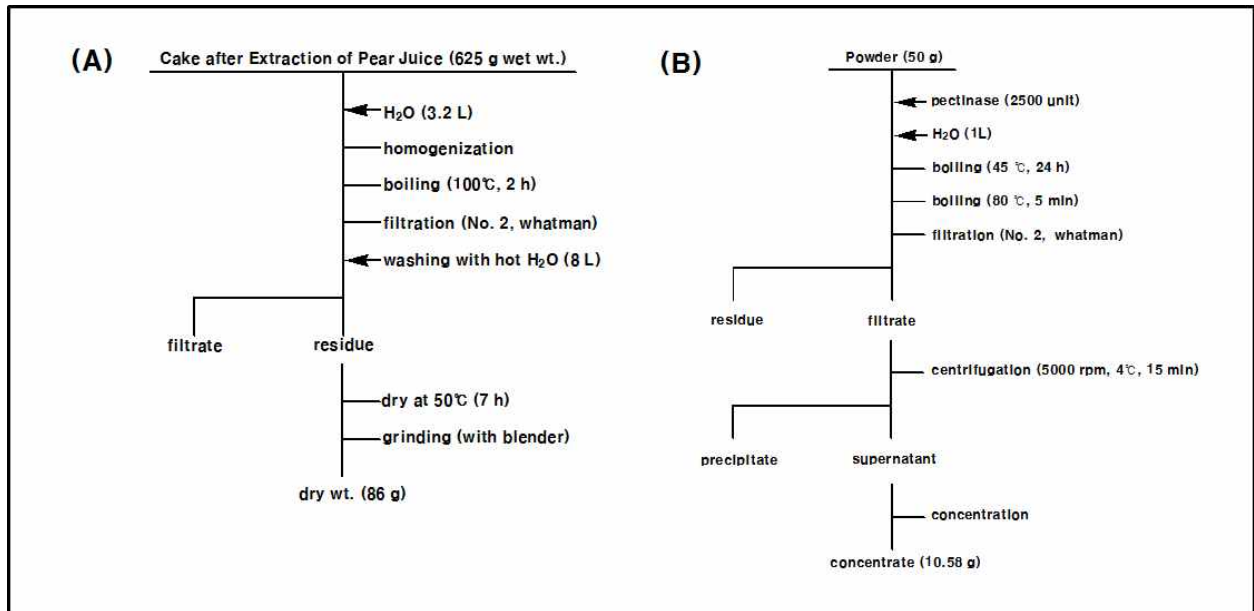 (A)
Cake after Extraction of Pear Juice (625 g wet wt.)
H₂O (3.2 L)
homogenization
boiling (100℃, 2 h)
filtration (No. 2, whatman)
washing with hot H₂O (8 L)
filtrate
residue
dry at 50℃ (7 h)
grinding (with blender)
dry wt. (86 g)
(B)
Powder (50 g)
pectinase (2500 unit)
H₂O (1L)
boiling (45 ℃, 24 h)
boiling (80 ℃, 5 min)
filtration (No. 2, whatman)
residue
filtrate
centrifugation (5000 rpm, 4℃, 15 min)
precipitate
supernatant
concentration
concentrate (10.58 g)